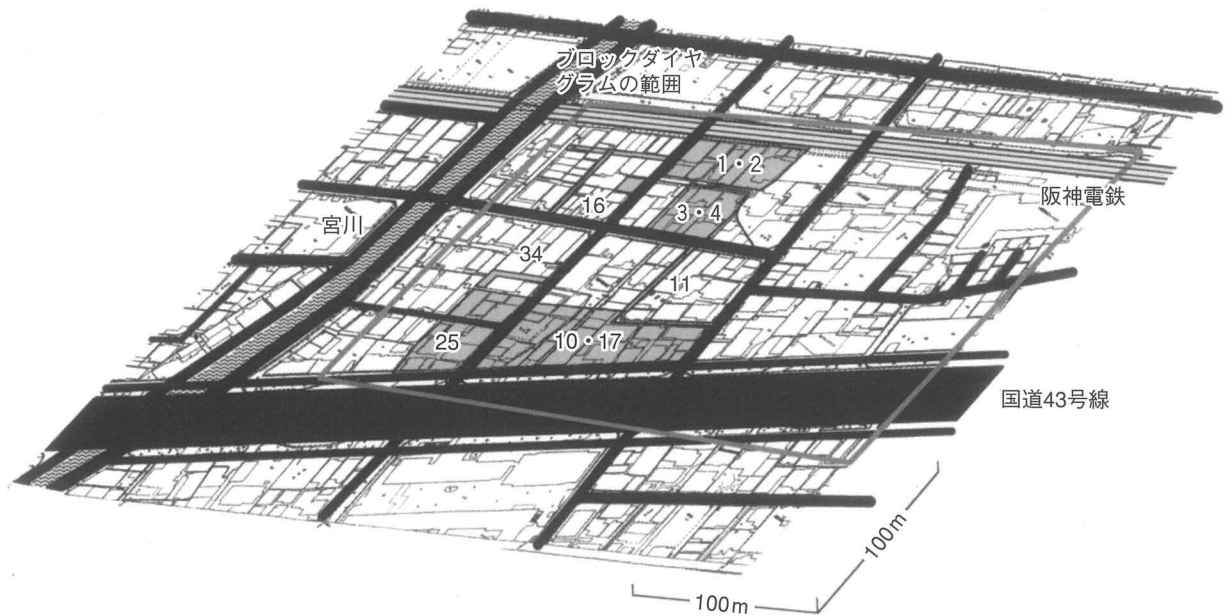 ブロックダイヤ
グラムの範囲
1・2
阪神電鉄
16
3・4
宮川
34
11
25
10・17
国道43号線
100m
100m